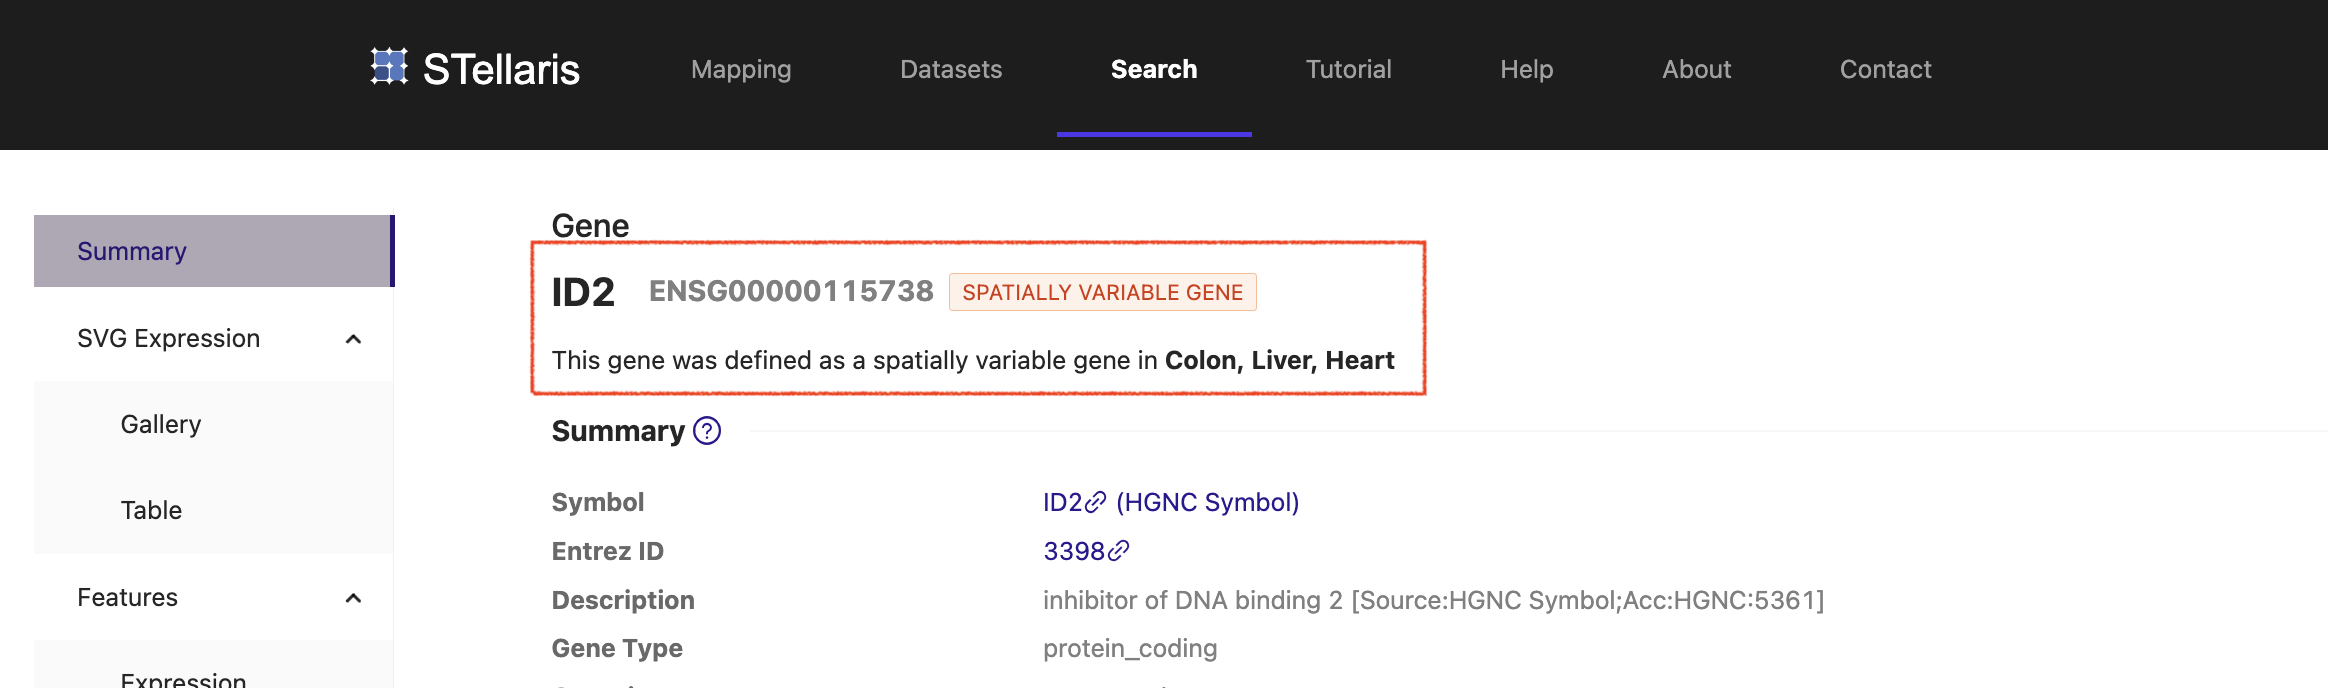 STellaris Mapping Datasets Search Tutorial Help About Contact
Summary
SVG Expression
Gallery
Table
Features
Expression
Gene
ID2 ENSG00000115738 SPATIALLY VARIABLE GENE
This gene was defined as a spatially variable gene in Colon, Liver, Heart
Summary ?
Symbol ID2 (HGNC Symbol)
Entrez ID 3398
Description inhibitor of DNA binding 2 [Source:HGNC Symbol;Acc:HGNC:5361]
Gene Type protein_coding